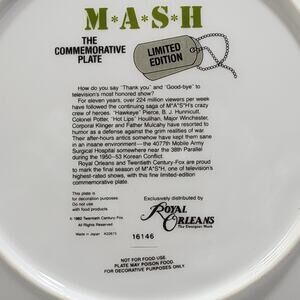 M*A*S*H
THE
COMMEMORATIVE
PLATE
LIMITED
EDITION
How do you say "Thank you" and "Good-bye" to
television's most honored show?
For eleven years, over 224 million viewers per week
have followed the continuing saga of M*A*S*H's crazy
crew of heroes. "Hawkeye" Pierce, B.J. Hunnicutt,
Colonel Potter, "Hot Lips" Houlihan, Major Winchester,
Corporal Klinger and Father Mulcahy have resorted to
humor as a defense against the grim realities of war.
Their after-hours antics somehow have kept them sane
in an insane environment—the 4077th Mobile Army
Surgical Hospital somewhere near the 38th Parallel
during the 1950–53 Korean Conflict.
Royal Orleans and Twentieth Century-Fox are proud
to mark the final season of M*A*S*H, one of television's
highest-rated shows, with this fine limited-edition
commemorative plate.
This plate is
for decoration purposes
Do not use
with food products
© 1982 Twentieth Century-Fox
All Rights Reserved.
Made in Japan
Exclusively distributed by
ROYAL
ORLEANS
The Designer Mark
16146
NOT FOR FOOD USE.
PLATE MAY POISON FOOD.
FOR DECORATIVE PURPOSES ONLY.